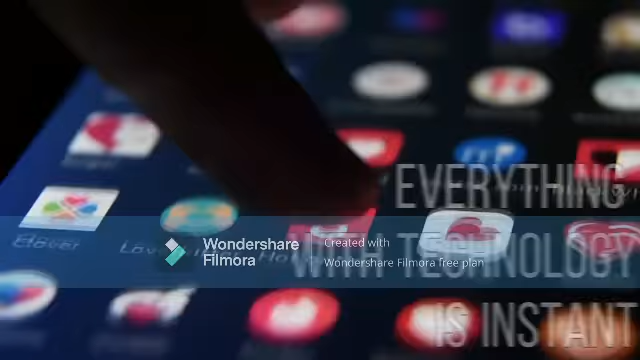 EVERYTHING
WITH TECHNOLOGY
IS INSTANT
Wondershare
Filmora
Created with
Wondershare Filmora free plan